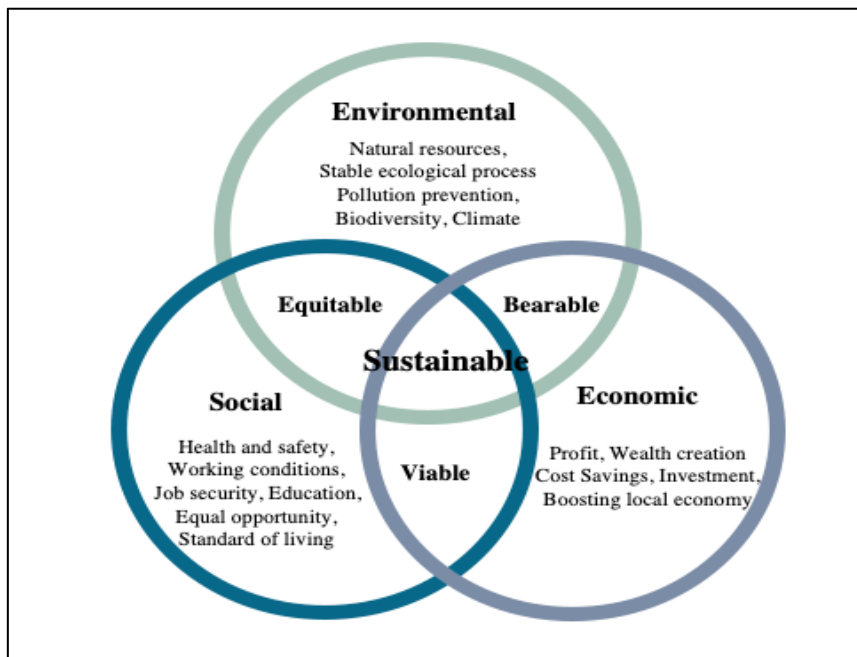 Environmental
Natural resources,
Stable ecological process
Pollution prevention,
Biodiversity, Climate
Equitable
Bearable
Sustainable
Social
Health and safety,
Working conditions,
Job security, Education,
Equal opportunity,
Standard of living
Viable
Economic
Profit, Wealth creation
Cost Savings, Investment,
Boosting local economy